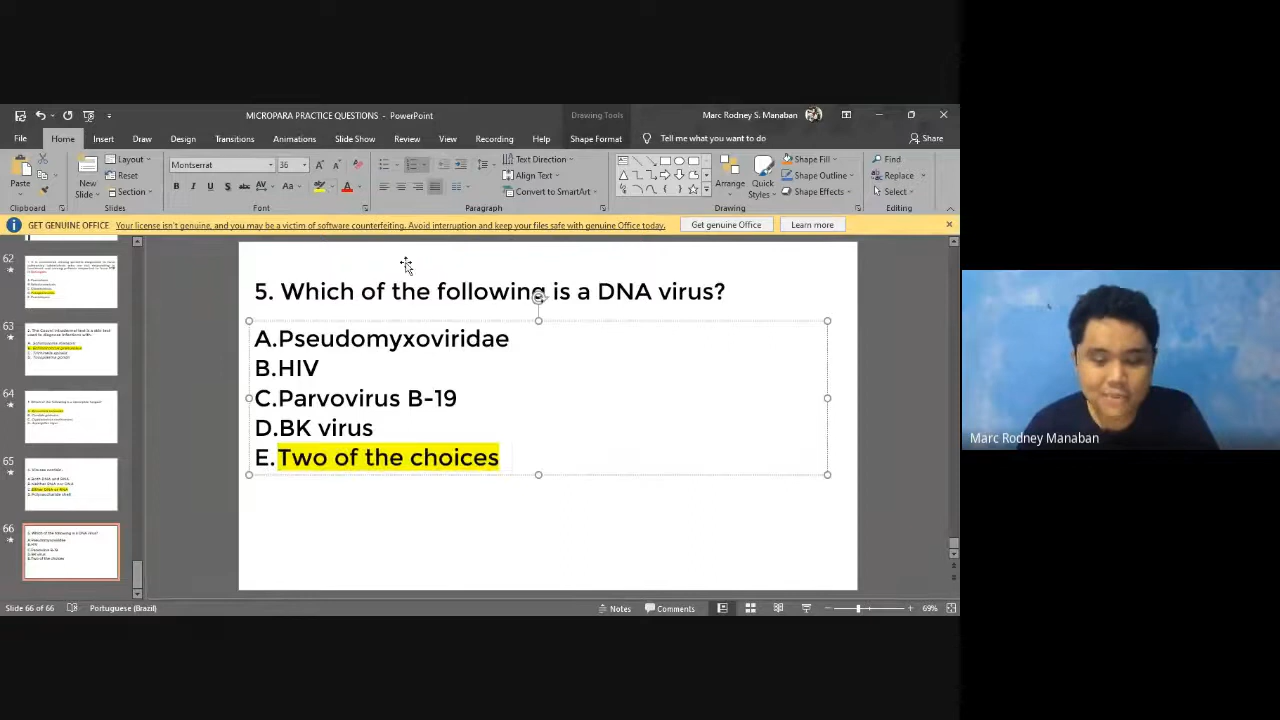 MICROPARA PRACTICE QUESTIONS - PowerPoint
Drawing Tools
Marc Rodney S. Manaban
File Home Insert Draw Design Transitions Animations Slide Show Review View Recording Help Shape Format Tell me what you want to do Share
Paste
New Slide
Layout
Reset
Section
Montserrat 36
Text Direction
Align Text
Convert to SmartArt
Arrange
Quick Styles
Shape Fill
Shape Outline
Shape Effects
Find
Replace
Select
Clipboard Slides Font Paragraph Drawing Editing
GET GENUINE OFFICE Your license isn't genuine, and you may be a victim of software counterfeiting. Avoid interruption and keep your files safe with genuine Office today. Get genuine Office Learn more
62
63
64
65
66
5. Which of the following is a DNA virus?
A.Pseudomyxoviridae
B.HIV
C.Parvovirus B-19
D.BK virus
E.Two of the choices
Marc Rodney Manaban
Slide 66 of 66 Portuguese (Brazil) Notes Comments 69%